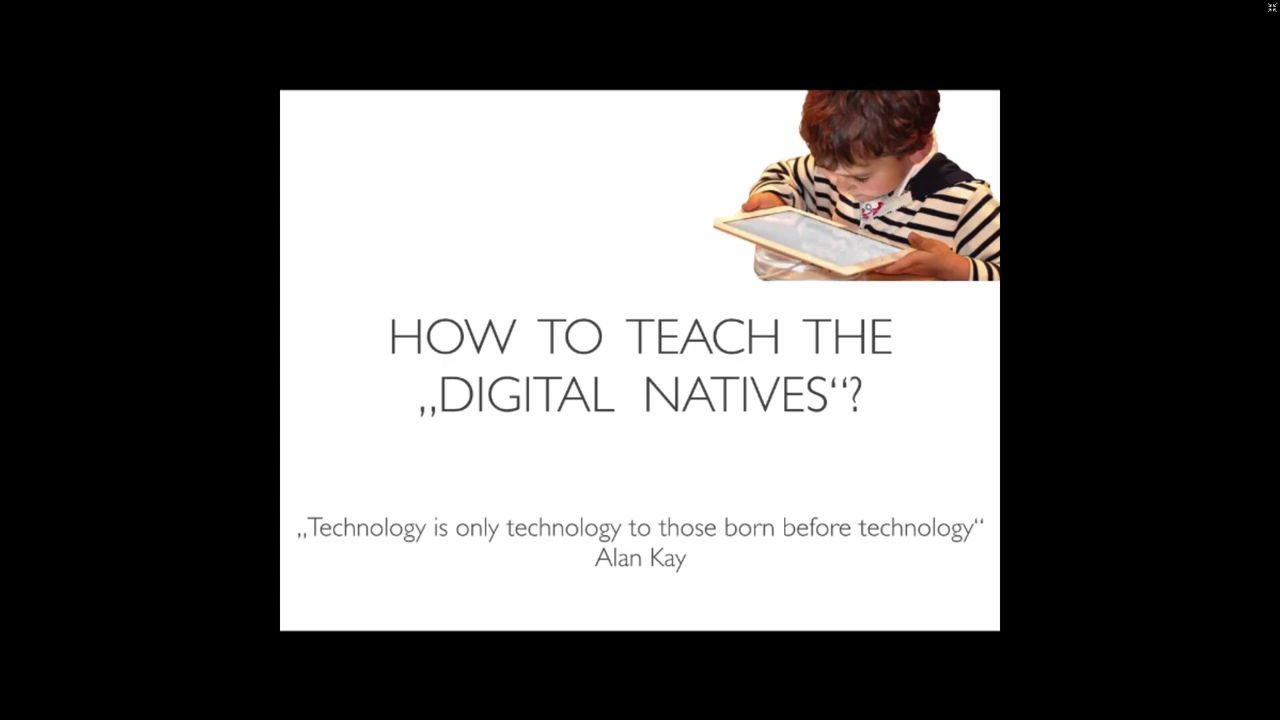 HOW TO TEACH THE
„DIGITAL NATIVES“?
„Technology is only technology to those born before technology“
Alan Kay